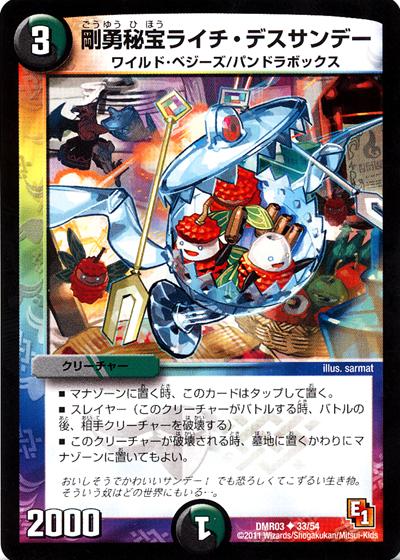 3
ごうゆう ひ ほう
剛勇秘宝ライチ・デスサンデー
ワイルド・ベジーズ/パンドラボックス
illus. sarmat
クリーチャー
■ マナゾーンに置く時、このカードはタップして置く。
■ スレイヤー（このクリーチャーがバトルする時、バトルの
後、相手クリーチャーを破壊する）
■ このクリーチャーが破壊される時、墓地に置くかわりに
マナゾーンに置いてもよい。
おいしそうでかわいいサンデー！ でも恐ろしくてこずるい生き物。
そういう奴はどの世界にもいる…。
2000
1
DMR03 ◆ 33/54
©2011 Wizards/Shogakukan/Mitsui-Kids
E1